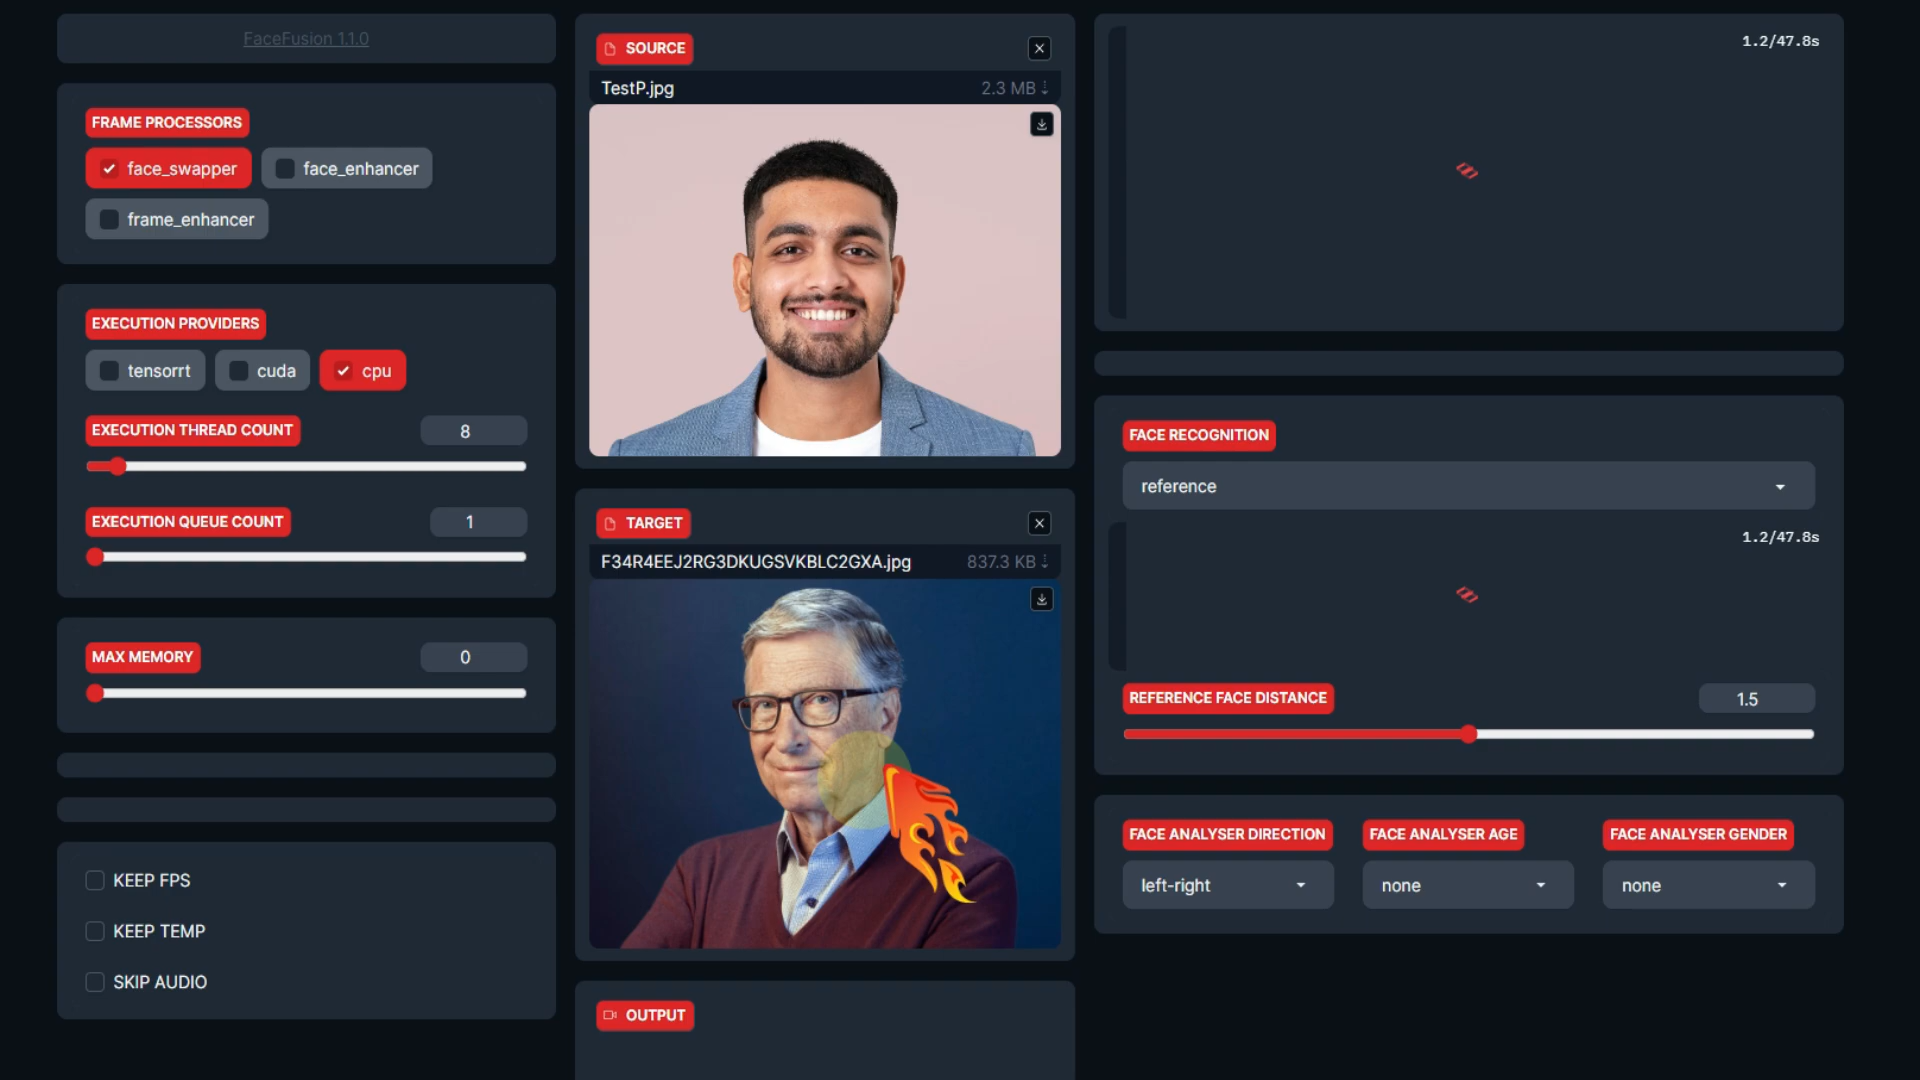 FaceFusion 1.1.0
FRAME PROCESSORS
face_swapper
face_enhancer
frame_enhancer
EXECUTION PROVIDERS
tensorrt
cuda
cpu
EXECUTION THREAD COUNT
8
EXECUTION QUEUE COUNT
1
MAX MEMORY
0
KEEP FPS
KEEP TEMP
SKIP AUDIO
SOURCE
TestP.jpg
2.3 MB ↓
TARGET
F34R4EEJ2RG3DKUGSVKBLC2GXA.jpg
837.3 KB ↓
OUTPUT
1.2/47.8s
FACE RECOGNITION
reference
1.2/47.8s
REFERENCE FACE DISTANCE
1.5
FACE ANALYSER DIRECTION
left-right
FACE ANALYSER AGE
none
FACE ANALYSER GENDER
none